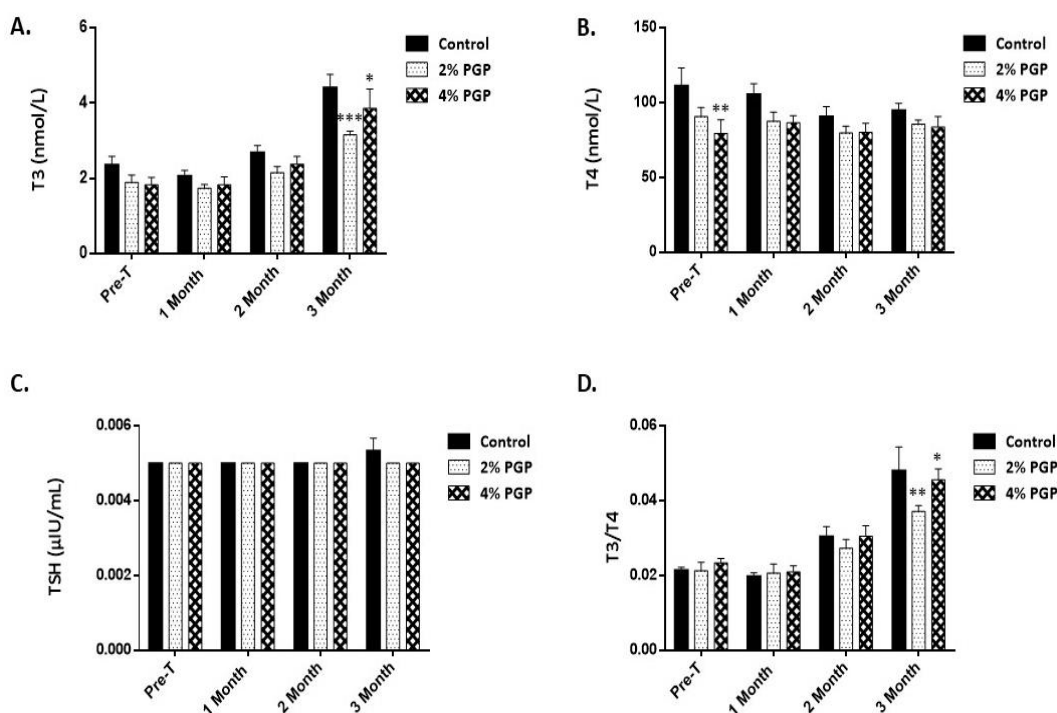 A.
T3 (nmol/L)
6
4
2
0
***
*
Pre-T
1 Month
2 Month
3 Month
Control
2% PGP
4% PGP
B.
T4 (nmol/L)
150
100
50
0
**
Pre-T
1 Month
2 Month
3 Month
Control
2% PGP
4% PGP
C.
TSH (µIU/mL)
0.006
0.004
0.002
0.000
Pre-T
1 Month
2 Month
3 Month
Control
2% PGP
4% PGP
D.
T3/T4
0.06
0.04
0.02
0.00
**
*
Pre-T
1 Month
2 Month
3 Month
Control
2% PGP
4% PGP